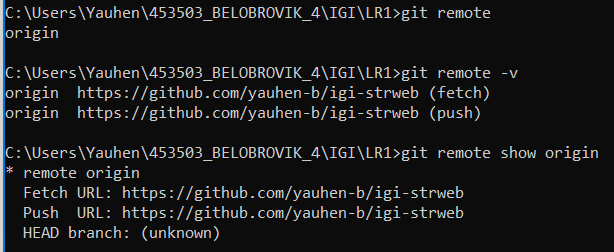 C:\Users\Yauhen\453503_BELOBROVIK_4\IGI\LR1>git remote
origin
C:\Users\Yauhen\453503_BELOBROVIK_4\IGI\LR1>git remote -v
origin  https://github.com/yauhen-b/igi-strweb (fetch)
origin  https://github.com/yauhen-b/igi-strweb (push)
C:\Users\Yauhen\453503_BELOBROVIK_4\IGI\LR1>git remote show origin
* remote origin
  Fetch URL: https://github.com/yauhen-b/igi-strweb
  Push  URL: https://github.com/yauhen-b/igi-strweb
  HEAD branch: (unknown)